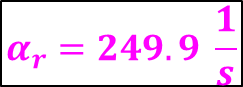 α_r = 249.9 1/s